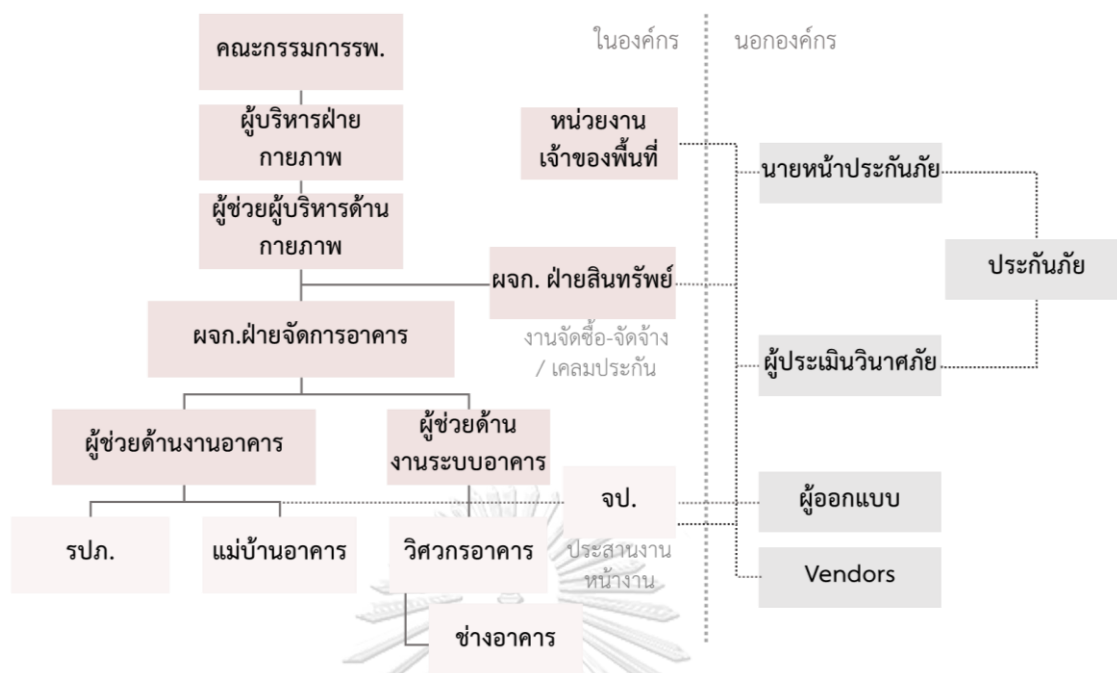 คณะกรรมการรพ.
ในองค์กร
นอกองค์กร
ผู้บริหารฝ่าย
กายภาพ
หน่วยงาน
เจ้าของพื้นที่
นายหน้าประกันภัย
ผู้ช่วยผู้บริหารด้าน
กายภาพ
ประกันภัย
ผจก. ฝ่ายสินทรัพย์
งานจัดซื้อ-จัดจ้าง
/ เคลมประกัน
ผจก.ฝ่ายจัดการอาคาร
ผู้ประเมินวินาศภัย
ผู้ช่วยด้านงานอาคาร
ผู้ช่วยด้าน
งานระบบอาคาร
จป.
ประสานงาน
หน้างาน
ผู้ออกแบบ
รปภ.
แม่บ้านอาคาร
วิศวกรอาคาร
Vendors
ช่างอาคาร